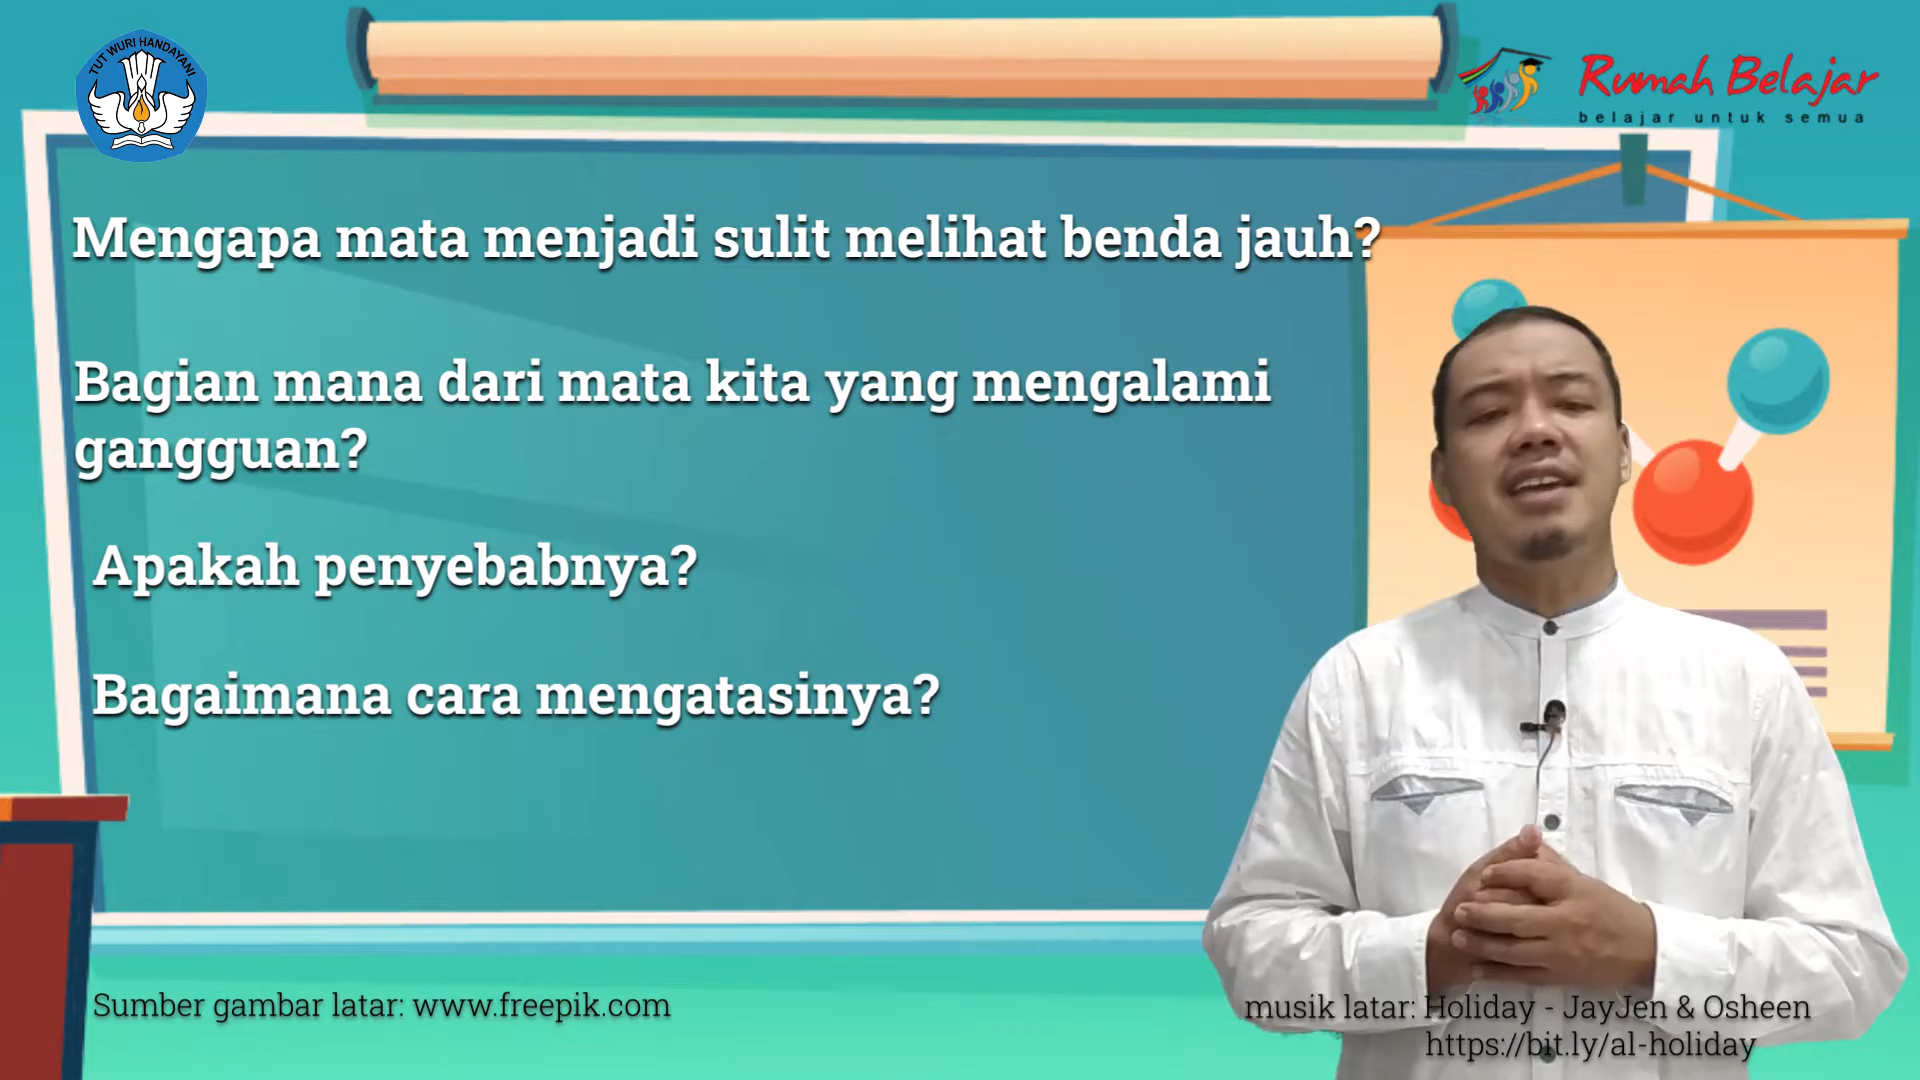 TUT WURI HANDAYANI
Rumah Belajar
belajar untuk semua
Mengapa mata menjadi sulit melihat benda jauh?
Bagian mana dari mata kita yang mengalami
gangguan?
Apakah penyebabnya?
Bagaimana cara mengatasinya?
Sumber gambar latar: www.freepik.com
musik latar: Holiday - JayJen & Osheen
https://bit.ly/al-holiday